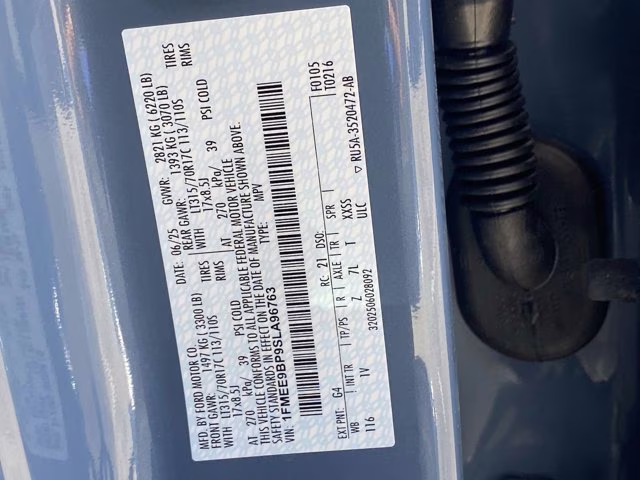 MFD. BY FORD MOTOR CO.
DATE: 06/25 GVWR: 2821 KG ( 6220 LB)
FRONT GAWR: 1497 KG ( 3300 LB) REAR GAWR: 1393 KG ( 3070 LB)
WITH LT315/70R17C 113/110S TIRES LT315/70R17C 113/110S TIRES
17x8.5J RIMS WITH 17x8.5J RIMS
AT 270 kPa/ 39 PSI COLD AT 270 kPa/ 39 PSI COLD
THIS VEHICLE CONFORMS TO ALL APPLICABLE FEDERAL MOTOR VEHICLE
SAFETY STANDARDS IN EFFECT ON THE DATE OF MANUFACTURE SHOWN ABOVE.
VIN: 1FMEE9BP9SLA96763 TYPE: MPV
F0105
T0216
EXT PNT: G4 RC: 21 DSO:
WB INTR TP/PS R AXLE TR SPR
116 1V Z 7L T XXSS
ULC
3202506028092
▽ RU5A-3520472-AB